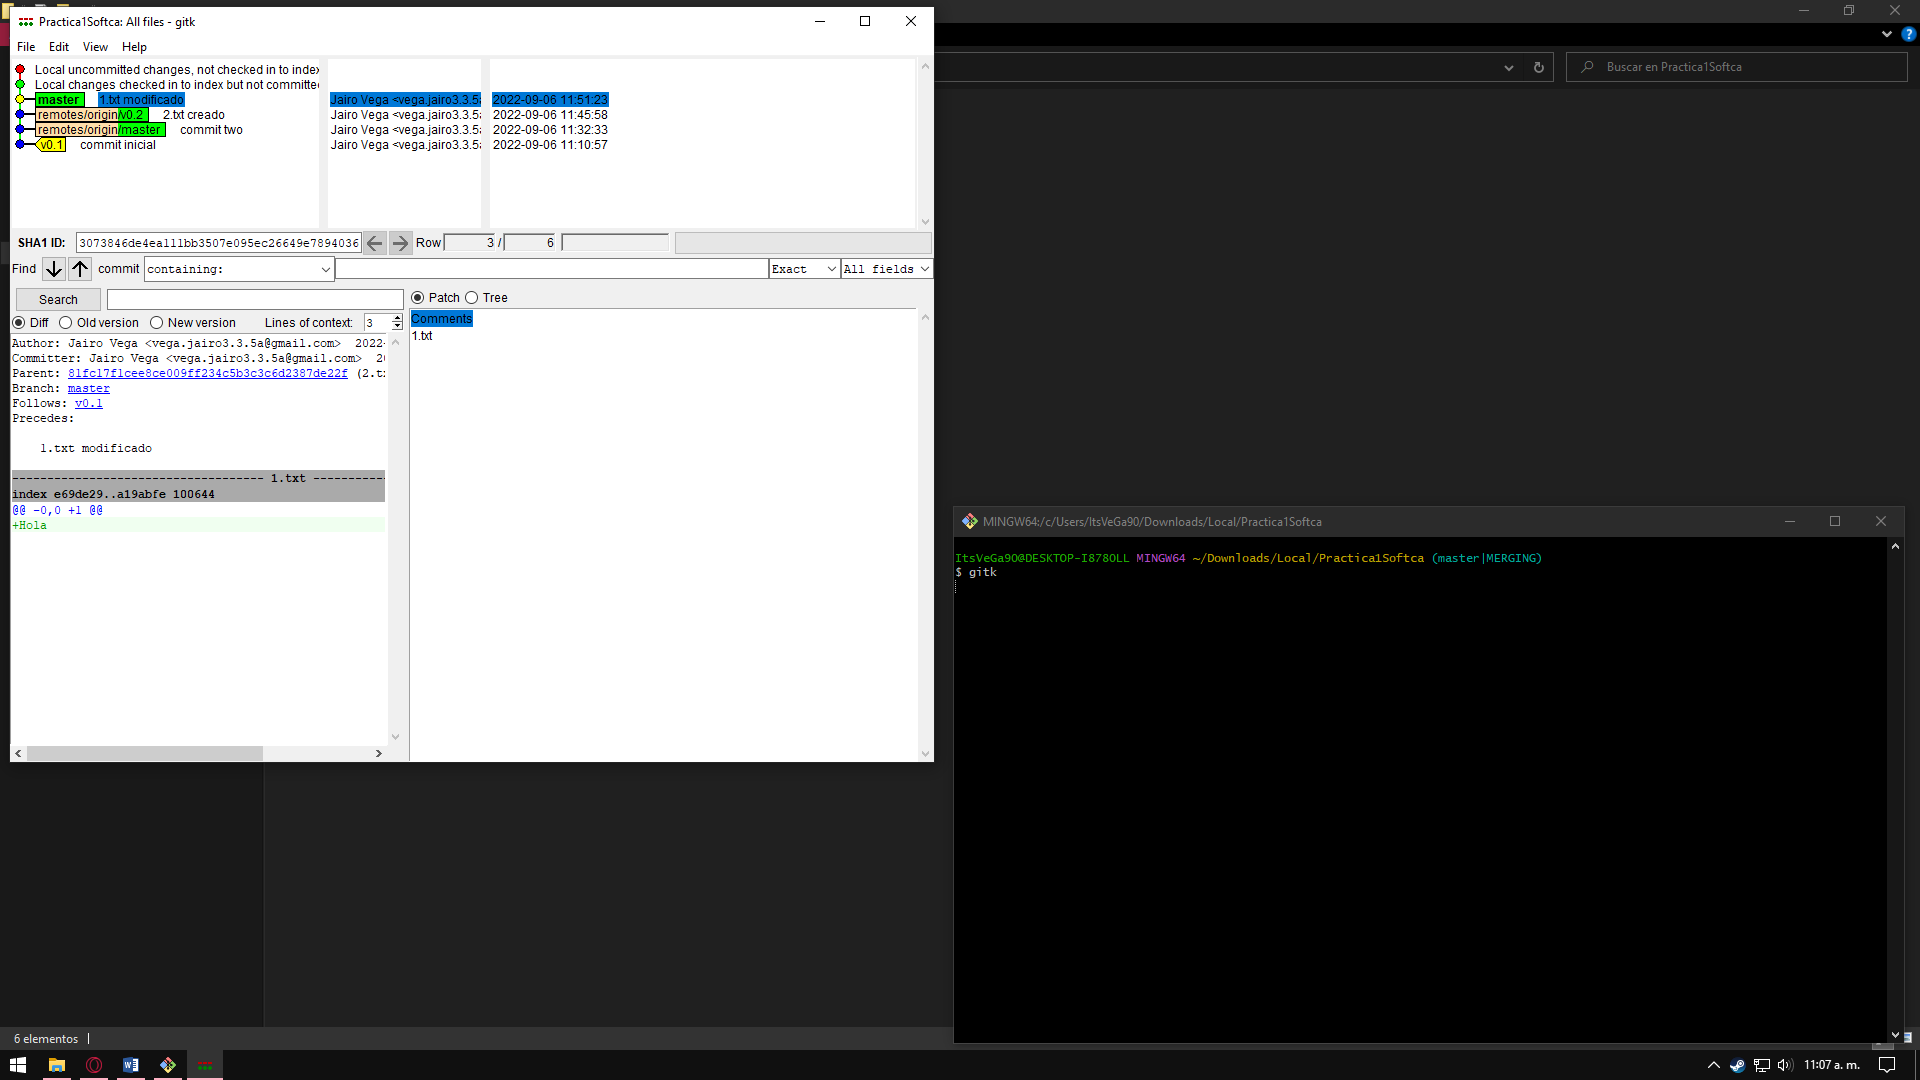 Practica1Softca: All files - gitk
File Edit View Help
Local uncommitted changes, not checked in to index
Local changes checked in to index but not committe
master 1.txt modificado Jairo Vega <vega.jairo3.3.5a 2022-09-06 11:51:23
remotes/origin/v0.2 2.txt creado Jairo Vega <vega.jairo3.3.5a 2022-09-06 11:45:58
remotes/origin/master commit two Jairo Vega <vega.jairo3.3.5a 2022-09-06 11:32:33
v0.1 commit inicial Jairo Vega <vega.jairo3.3.5a 2022-09-06 11:10:57
SHA1 ID: 3073846de4ea111bb3507e095ec26649e7894036 Row 3 / 6
Find commit containing: Exact All fields
Search
Patch Tree
Diff Old version New version Lines of context: 3
Comments
1.txt
Author: Jairo Vega <vega.jairo3.3.5a@gmail.com> 2022-
Committer: Jairo Vega <vega.jairo3.3.5a@gmail.com> 20
Parent: 81fc17f1cee8ce009ff234c5b3c3c6d2387de22f (2.tx
Branch: master
Follows: v0.1
Precedes:
1.txt modificado
------------------------------------ 1.txt ----------
index e69de29..a19abfe 100644
@@ -0,0 +1 @@
+Hola
Buscar en Practica1Softca
MINGW64:/c/Users/ItsVeGa90/Downloads/Local/Practica1Softca
ItsVeGa90@DESKTOP-I878OLL MINGW64 ~/Downloads/Local/Practica1Softca (master|MERGING)
$ gitk
6 elementos
11:07 a. m.